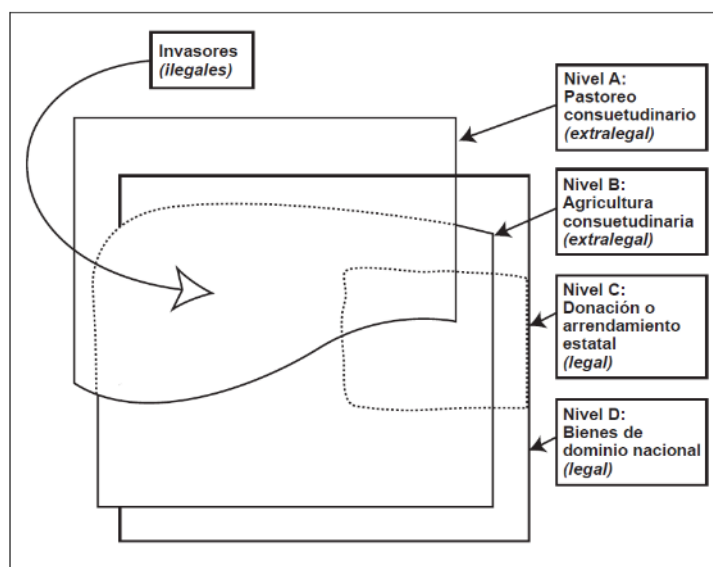 Invasores
(ilegales)
Nivel A:
Pastoreo
consuetudinario
(extralegal)
Nivel B:
Agricultura
consuetudinaria
(extralegal)
Nivel C:
Donación o
arrendamiento
estatal
(legal)
Nivel D:
Bienes de
dominio nacional
(legal)